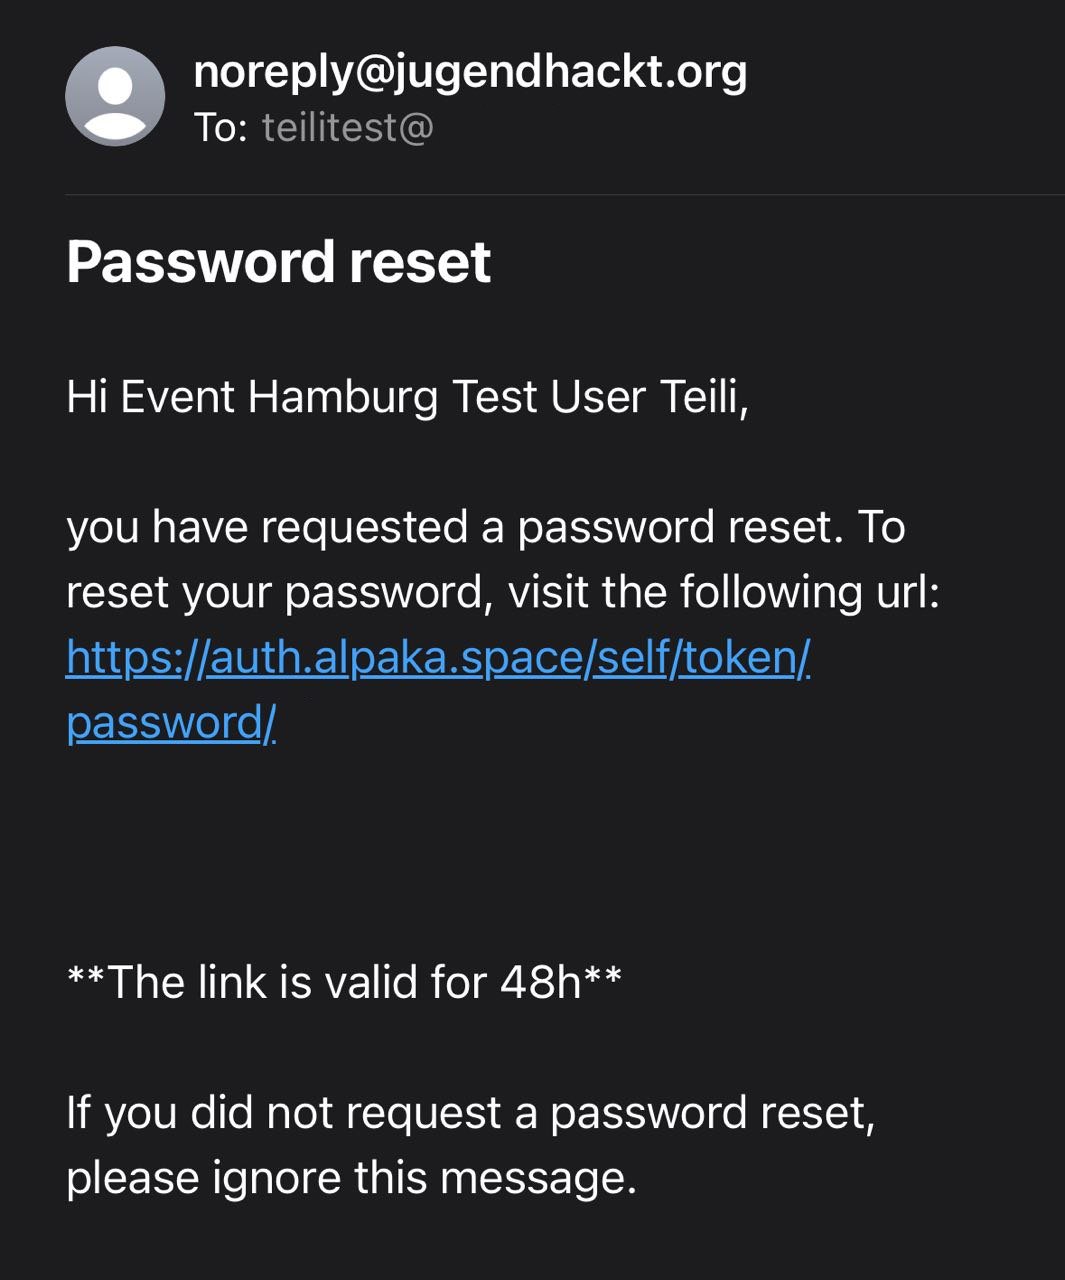 noreply@jugendhackt.org
To: teilitest@
Password reset
Hi Event Hamburg Test User Teili,
you have requested a password reset. To
reset your password, visit the following url:
https://auth.alpaka.space/self/token/
password/
**The link is valid for 48h**
If you did not request a password reset,
please ignore this message.